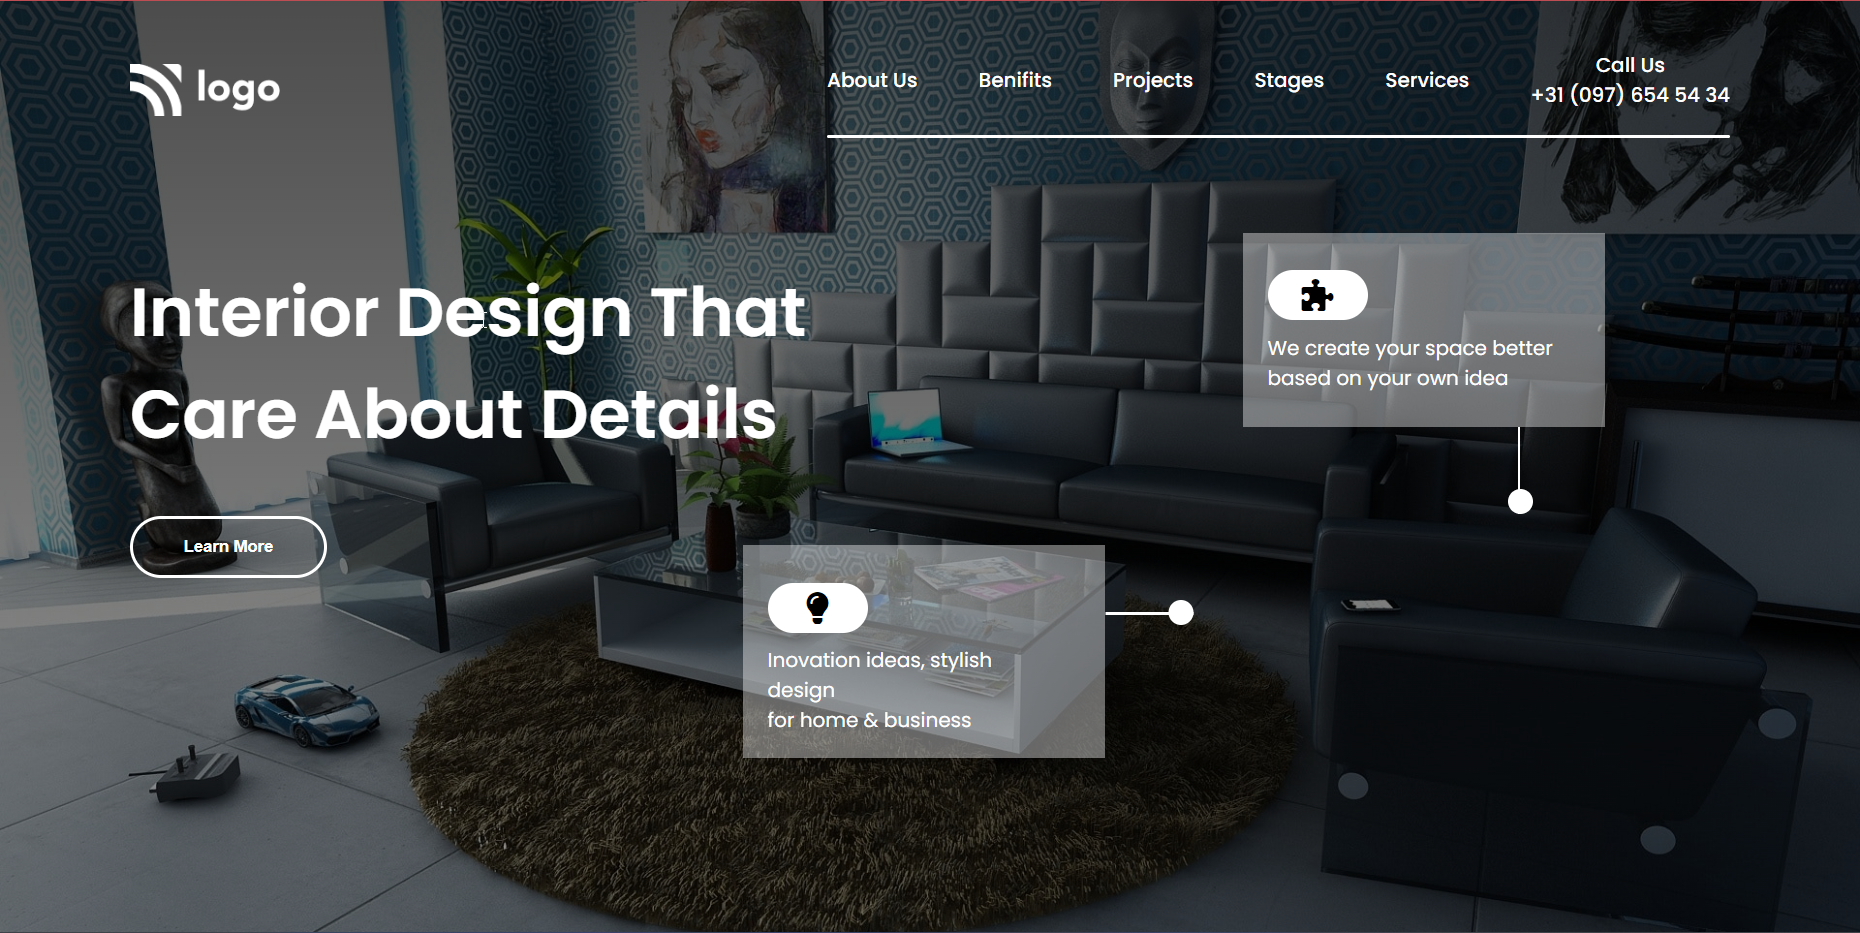 logo
About Us
Benifits
Projects
Stages
Services
Call Us
+31 (097) 654 54 34
Interior Design That
Care About Details
Learn More
We create your space better
based on your own idea
Inovation ideas, stylish
design
for home & business